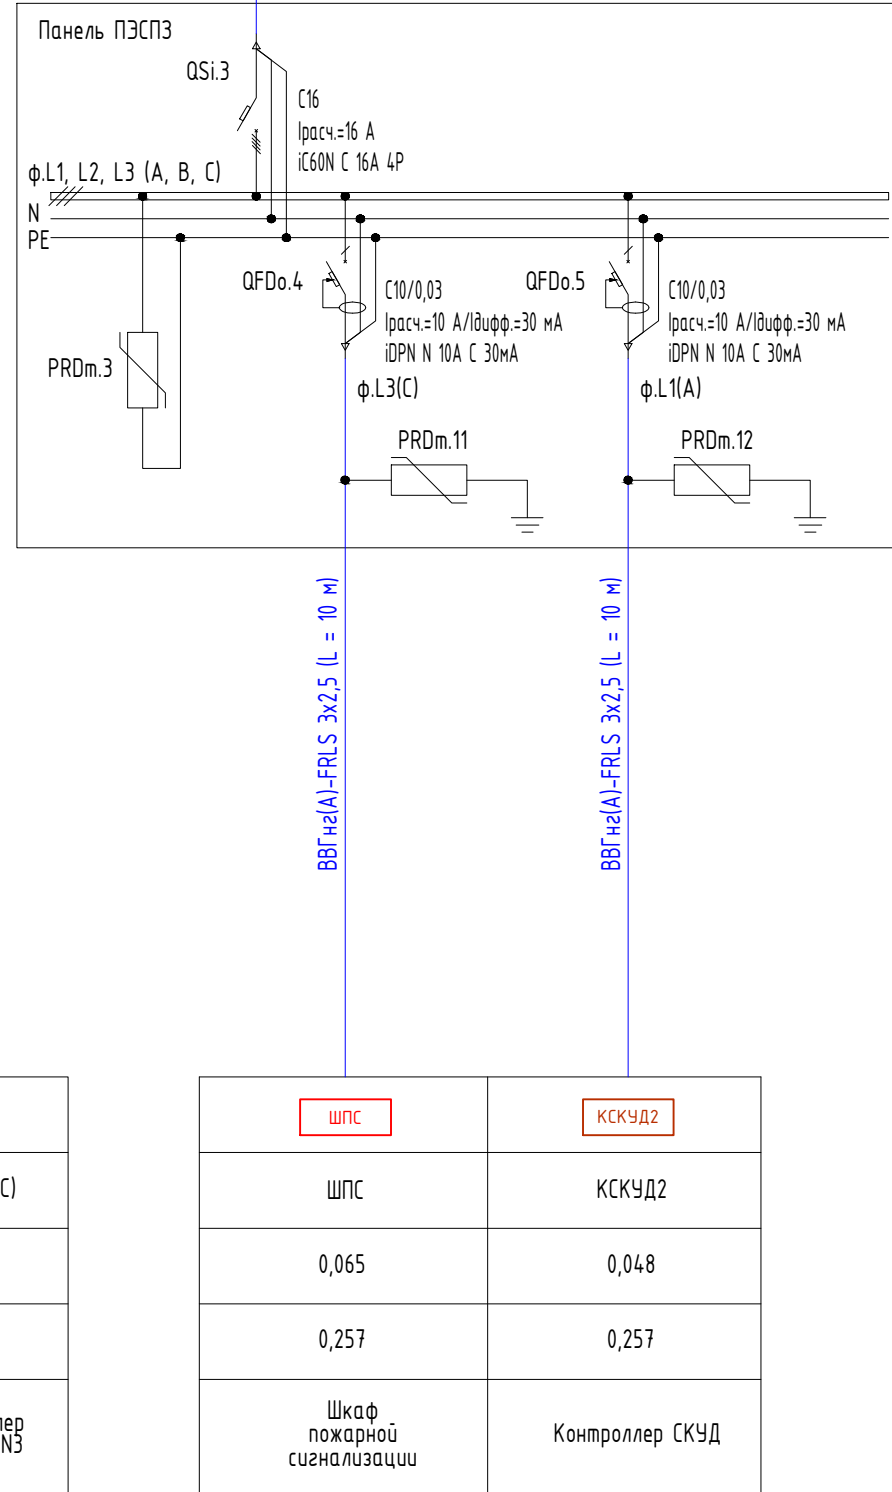 Панель ПЭСПЗ
QSi.3
C16
Iрасч.=16 А
iC60N C 16A 4P
ф.L1, L2, L3 (А, В, С)
N
PE
QFDo.4
C10/0,03
Iрасч.=10 А/Iдифф.=30 мА
iDPN N 10A C 30мА
ф.L3(C)
QFDo.5
C10/0,03
Iрасч.=10 А/Iдифф.=30 мА
iDPN N 10A C 30мА
ф.L1(A)
PRDm.3
PRDm.11
PRDm.12
ВВГнг(А)-FRLS 3х2,5 (L = 10 м)
ВВГнг(А)-FRLS 3х2,5 (L = 10 м)
ШПС
КСКУД2
С)
ШПС
КСКУД2
0,065
0,048
0,257
0,257
лер
N3
Шкаф
пожарной
сигнализации
Контроллер СКУД